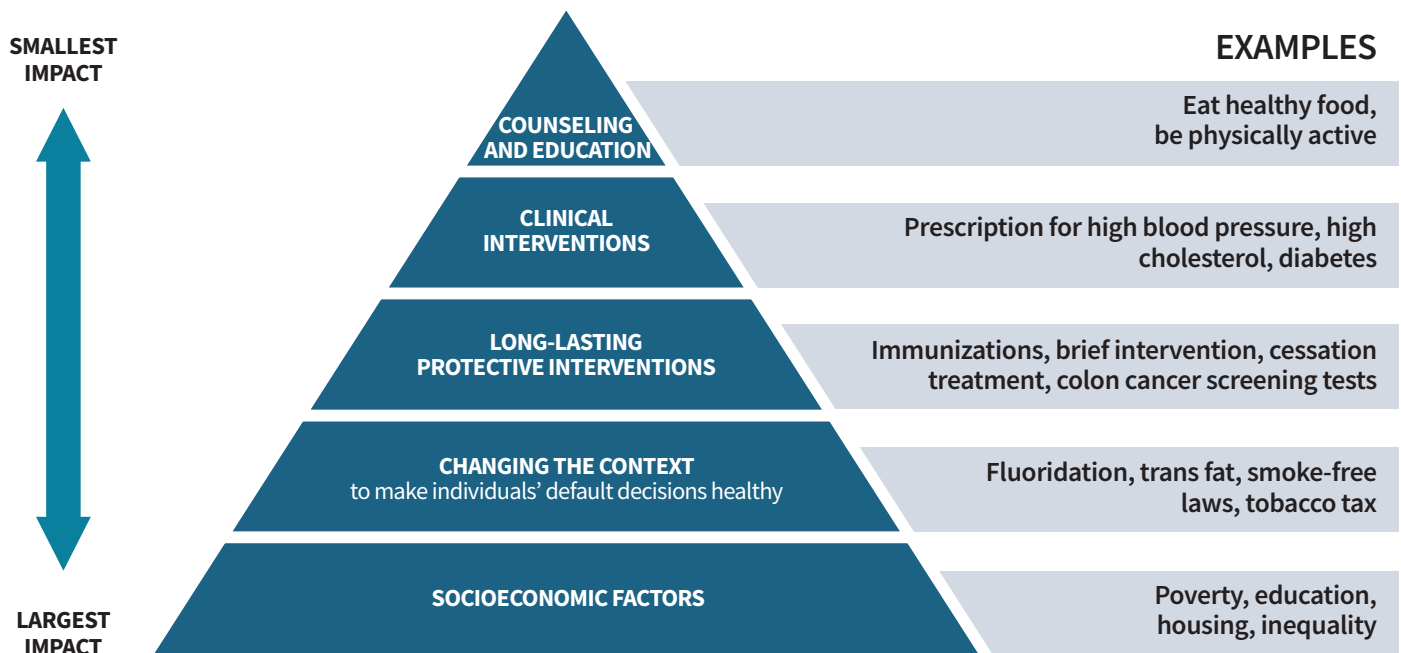 SMALLEST
IMPACT
EXAMPLES
COUNSELING
AND EDUCATION
Eat healthy food,
be physically active
CLINICAL
INTERVENTIONS
Prescription for high blood pressure, high
cholesterol, diabetes
LONG-LASTING
PROTECTIVE INTERVENTIONS
Immunizations, brief intervention, cessation
treatment, colon cancer screening tests
CHANGING THE CONTEXT
to make individuals’ default decisions healthy
Fluoridation, trans fat, smoke-free
laws, tobacco tax
SOCIOECONOMIC FACTORS
Poverty, education,
housing, inequality
LARGEST
IMPACT